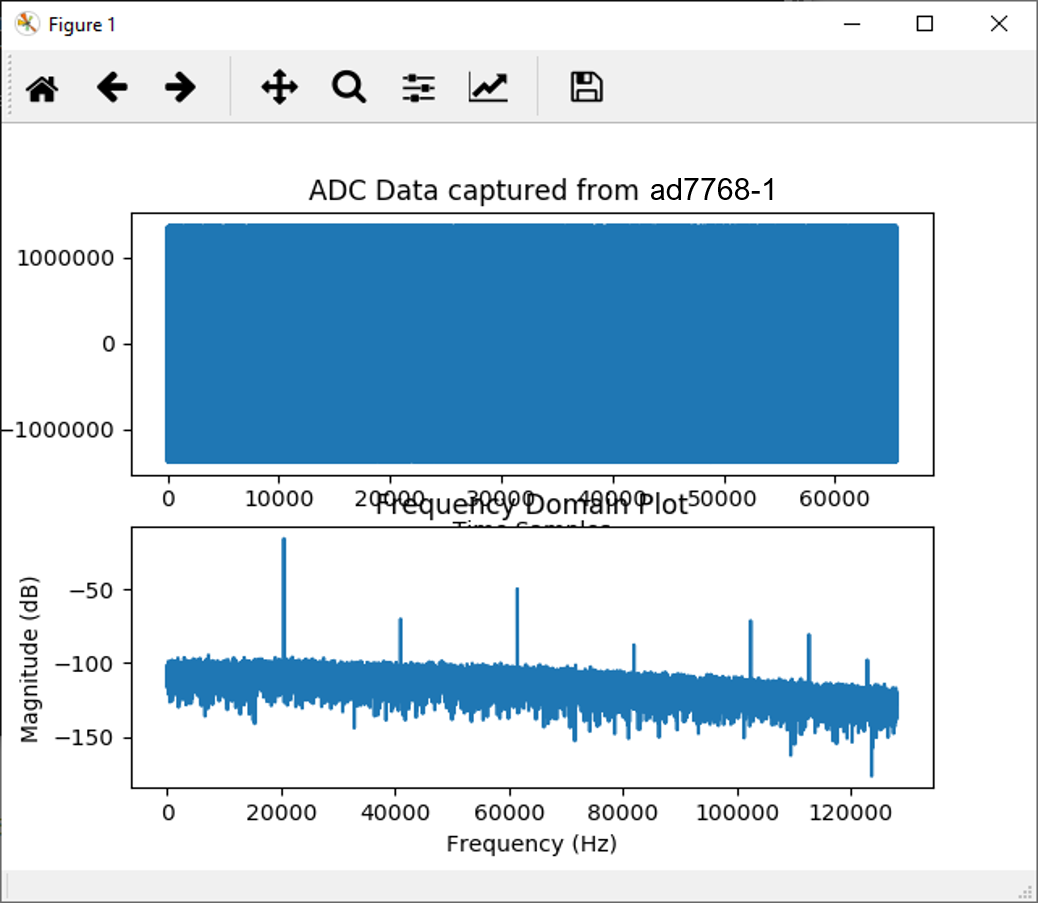 Figure 1
ADC Data captured from ad7768-1
1000000
0
−1000000
0 10000 20000 30000 40000 50000 60000
Time Samples
Frequency Domain Plot
Magnitude (dB)
−50
−100
−150
0 20000 40000 60000 80000 100000 120000
Frequency (Hz)